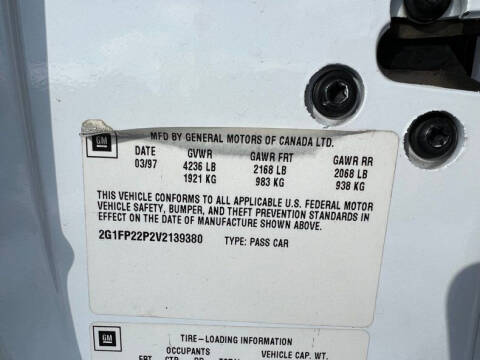 GM
MFD BY GENERAL MOTORS OF CANADA LTD.
DATE GVWR GAWR FRT GAWR RR
03/97 4236 LB 2168 LB 2068 LB
1921 KG 983 KG 938 KG
THIS VEHICLE CONFORMS TO ALL APPLICABLE U.S. FEDERAL MOTOR
VEHICLE SAFETY, BUMPER, AND THEFT PREVENTION STANDARDS IN
EFFECT ON THE DATE OF MANUFACTURE SHOWN ABOVE.
2G1FP22P2V2139380 TYPE: PASS CAR
GM
TIRE-LOADING INFORMATION
OCCUPANTS VEHICLE CAP. WT.